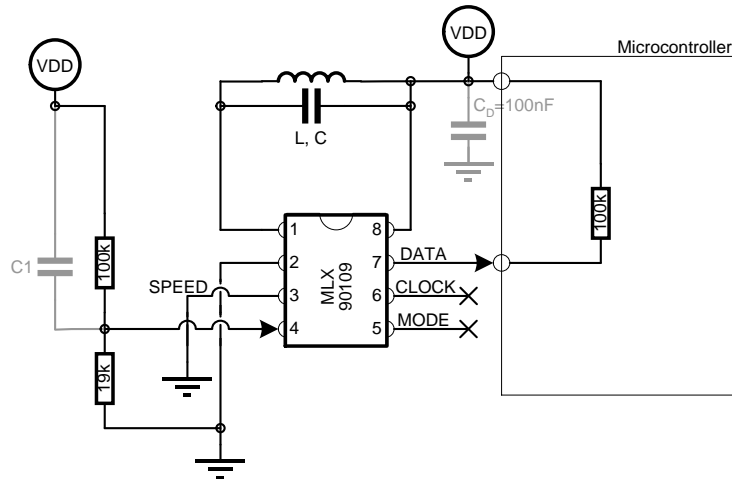 VDD
VDD
Microcontroller
C_D=100nF
L, C
100k
C1
100k
1
8
2
7
DATA
SPEED
3
MLX
90109
6
CLOCK
4
5
MODE
19k